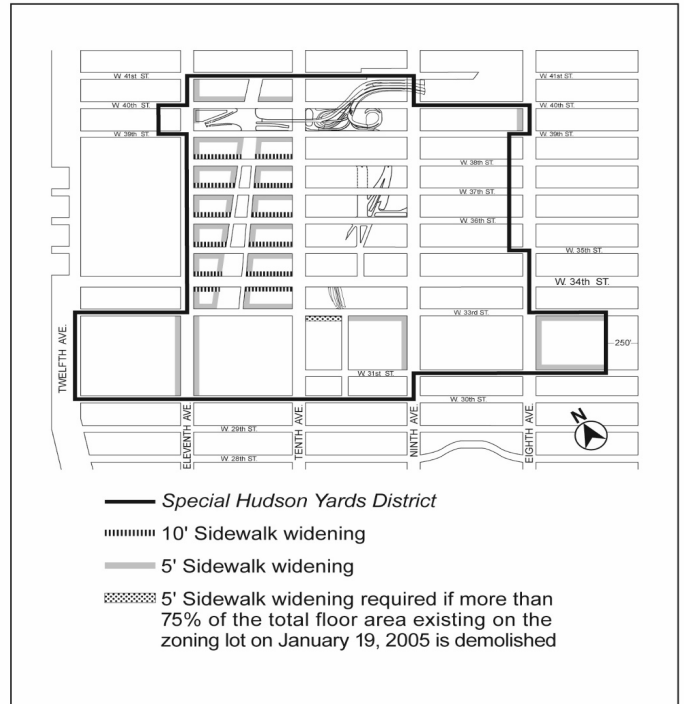 W. 41st ST.
W. 41st ST.
W. 40th ST.
W. 40th ST.
W. 39th ST.
W. 39th ST.
W. 38th ST.
W. 37th ST.
W. 36th ST.
W. 35th ST.
W. 34th ST.
W. 33rd ST.
250'
TWELFTH AVE.
W. 31st ST.
W. 30th ST.
ELEVENTH AVE.
TENTH AVE.
NINTH AVE.
EIGHTH AVE.
N
W. 29th ST.
W. 28th ST.
Special Hudson Yards District
10' Sidewalk widening
5' Sidewalk widening
5' Sidewalk widening required if more than
75% of the total floor area existing on the
zoning lot on January 19, 2005 is demolished